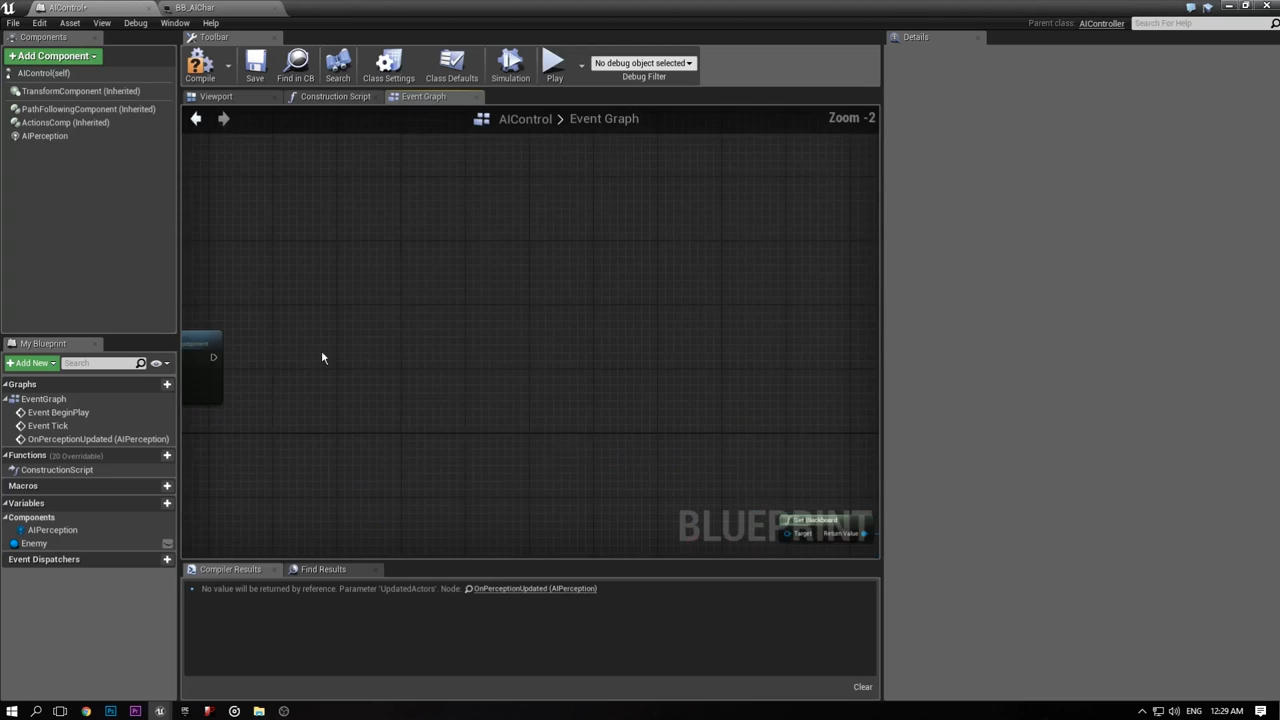 AIControl*
BB_AIChar
File Edit Asset View Debug Window Help
Parent class: AIController
Search For Help
Components
Toolbar
Details
+Add Component
AIControl(self)
TransformComponent (Inherited)
PathFollowingComponent (Inherited)
ActionsComp (Inherited)
AIPerception
Compile
Save
Find in CB
Search
Class Settings
Class Defaults
Simulation
Play
No debug object selected
Debug Filter
Viewport
Construction Script
Event Graph
AIControl > Event Graph
Zoom -2
My Blueprint
+Add New
Search
Graphs
EventGraph
Event BeginPlay
Event Tick
OnPerceptionUpdated (AIPerception)
Functions (20 Overridable)
ConstructionScript
Macros
Variables
Components
AIPerception
Enemy
Event Dispatchers
BLUEPRINT
Get Blackboard
Target Return Value
Compiler Results
Find Results
No value will be returned by reference. Parameter 'UpdatedActors'. Node: OnPerceptionUpdated (AIPerception)
Clear
ENG 12:29 AM